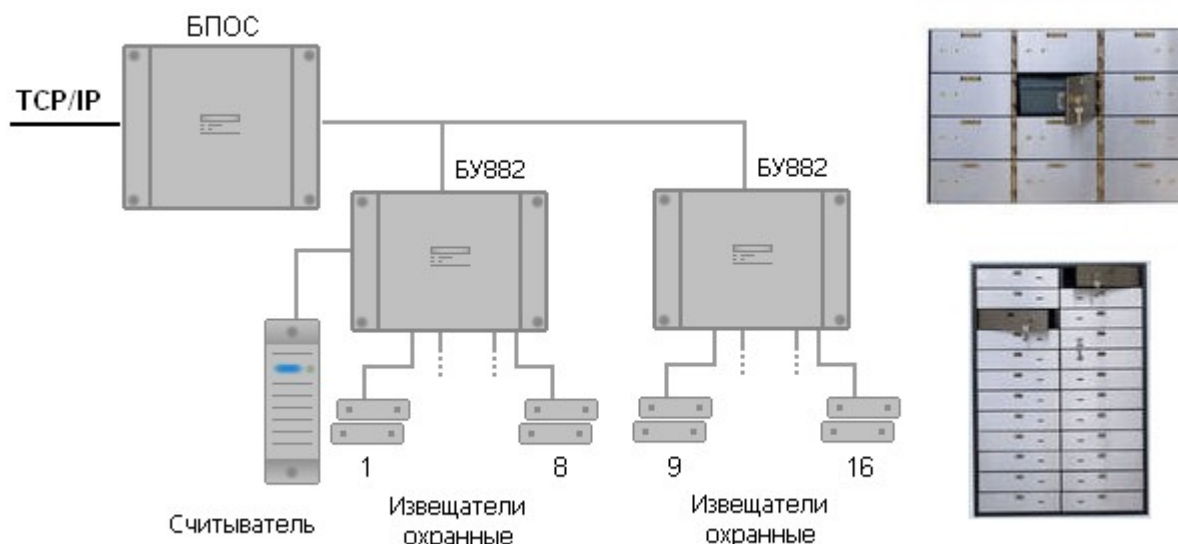 БПОС
TCP/IP
БУ882
БУ882
1
8
9
16
Считыватель
Извещатели
охранные
Извещатели
охранные